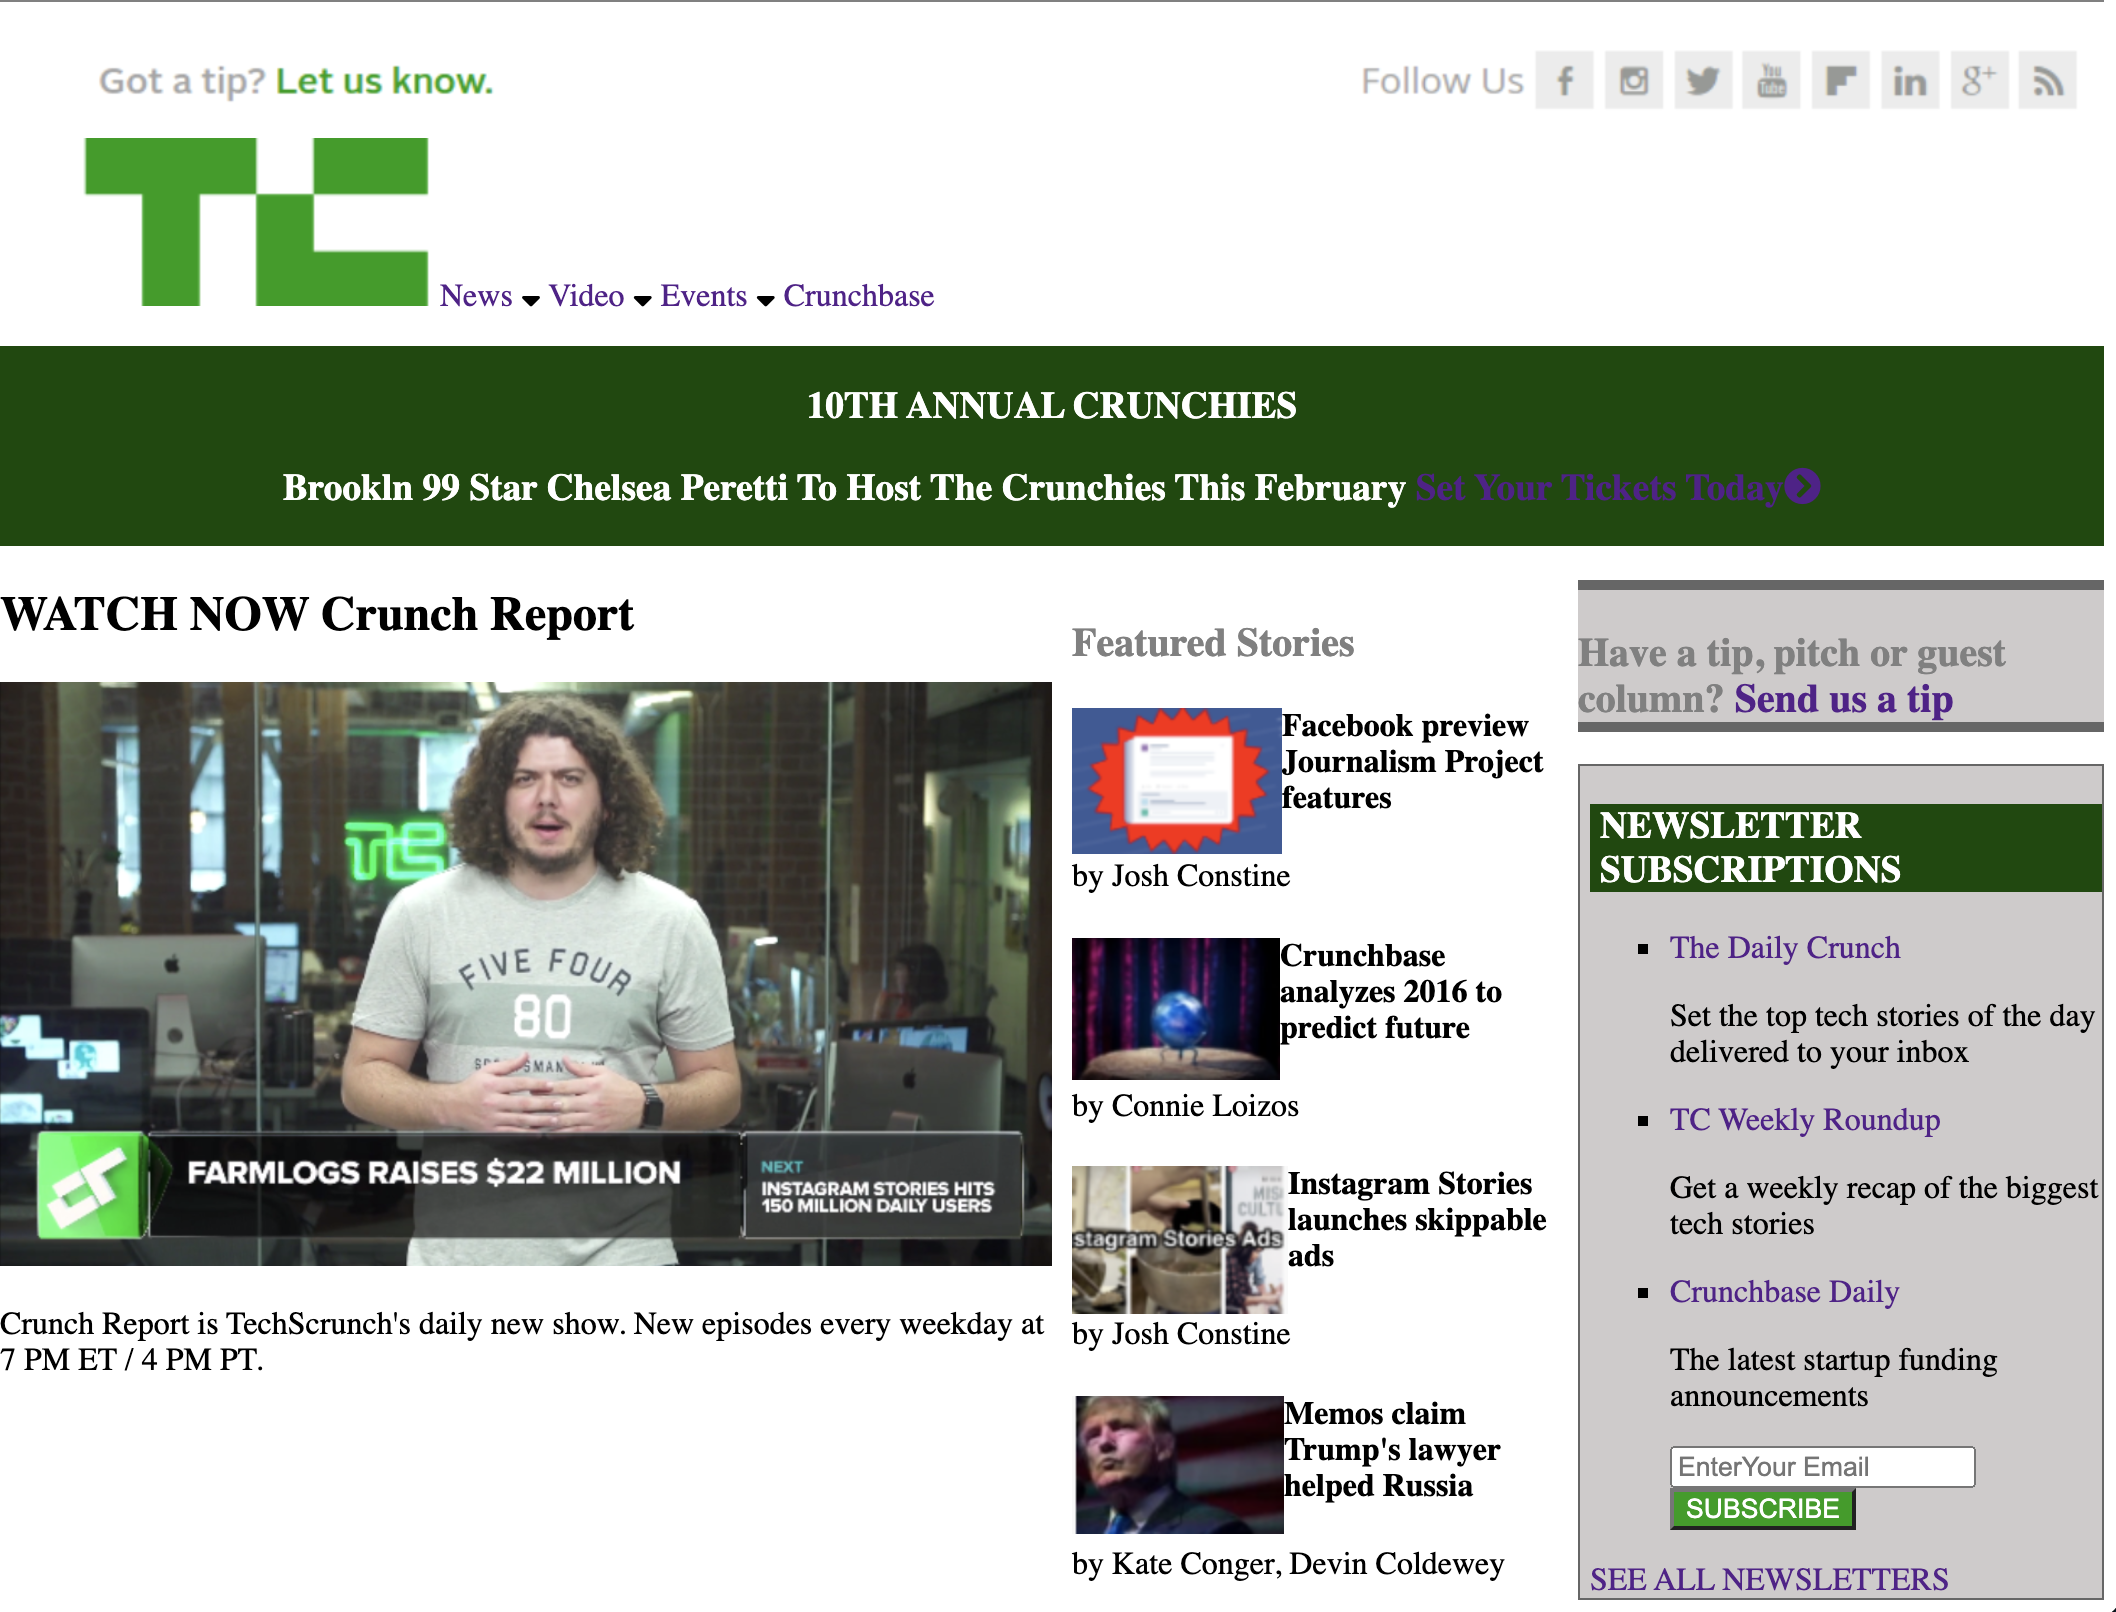 Got a tip? Let us know.
Follow Us
You
Tube
in
g+
TC
News Video Events Crunchbase
10TH ANNUAL CRUNCHIES
Brookln 99 Star Chelsea Peretti To Host The Crunchies This February Set Your Tickets Today
WATCH NOW Crunch Report
TC
FIVE FOUR
80
FARMLOGS RAISES $22 MILLION
NEXT
INSTAGRAM STORIES HITS
150 MILLION DAILY USERS
Crunch Report is TechScrunch's daily new show. New episodes every weekday at
7 PM ET / 4 PM PT.
Featured Stories
Facebook preview
Journalism Project
features
by Josh Constine
Crunchbase
analyzes 2016 to
predict future
by Connie Loizos
stagram Stories Ads
Instagram Stories
launches skippable
ads
by Josh Constine
Memos claim
Trump's lawyer
helped Russia
by Kate Conger, Devin Coldewey
Have a tip, pitch or guest
column? Send us a tip
NEWSLETTER
SUBSCRIPTIONS
The Daily Crunch
Set the top tech stories of the day
delivered to your inbox
TC Weekly Roundup
Get a weekly recap of the biggest
tech stories
Crunchbase Daily
The latest startup funding
announcements
EnterYour Email
SUBSCRIBE
SEE ALL NEWSLETTERS